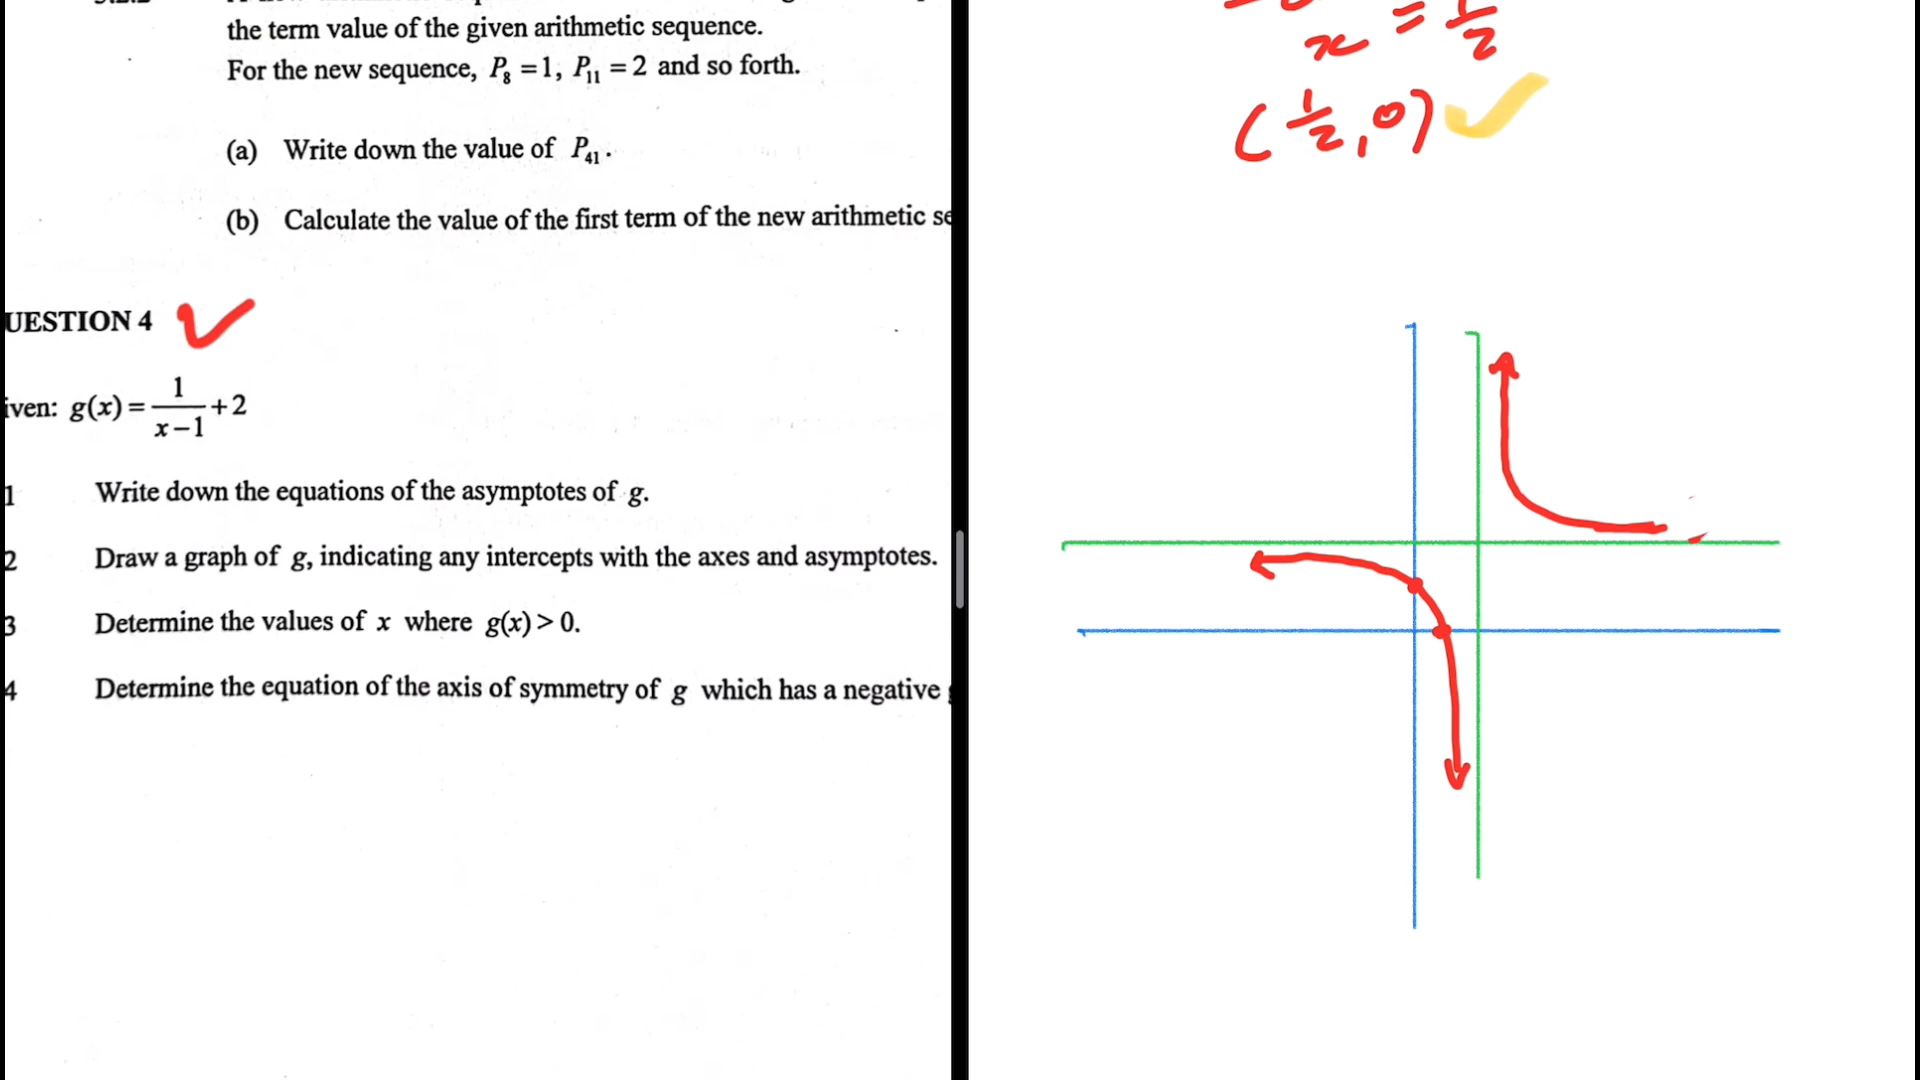 the term value of the given arithmetic sequence.
For the new sequence, P₈ = 1, P₁₁ = 2 and so forth.
(a) Write down the value of P₄₁.
(b) Calculate the value of the first term of the new arithmetic se
UESTION 4
iven: g(x) = 1/(x−1) + 2
1 Write down the equations of the asymptotes of g.
2 Draw a graph of g, indicating any intercepts with the axes and asymptotes.
3 Determine the values of x where g(x) > 0.
4 Determine the equation of the axis of symmetry of g which has a negative
x = 1/2
(1/2, 0)